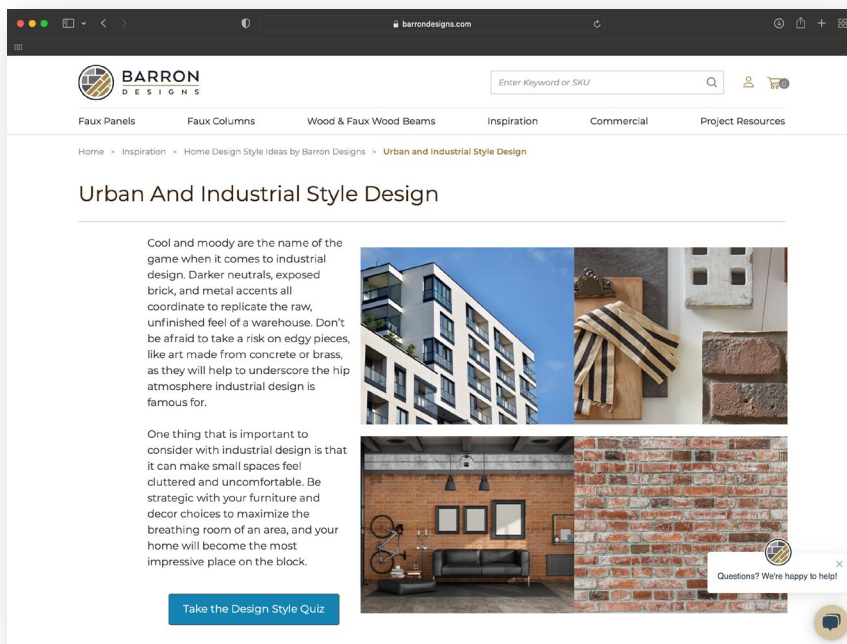 barrondesigns.com
BARRON
DESIGNS
Enter Keyword or SKU
0
Faux Panels
Faux Columns
Wood & Faux Wood Beams
Inspiration
Commercial
Project Resources
Home > Inspiration > Home Design Style Ideas by Barron Designs > Urban and Industrial Style Design
Urban And Industrial Style Design
Cool and moody are the name of the
game when it comes to industrial
design. Darker neutrals, exposed
brick, and metal accents all
coordinate to replicate the raw,
unfinished feel of a warehouse. Don’t
be afraid to take a risk on edgy pieces,
like art made from concrete or brass,
as they will help to underscore the hip
atmosphere industrial design is
famous for.
One thing that is important to
consider with industrial design is that
it can make small spaces feel
cluttered and uncomfortable. Be
strategic with your furniture and
decor choices to maximize the
breathing room of an area, and your
home will become the most
impressive place on the block.
Take the Design Style Quiz
Questions? We're happy to help!